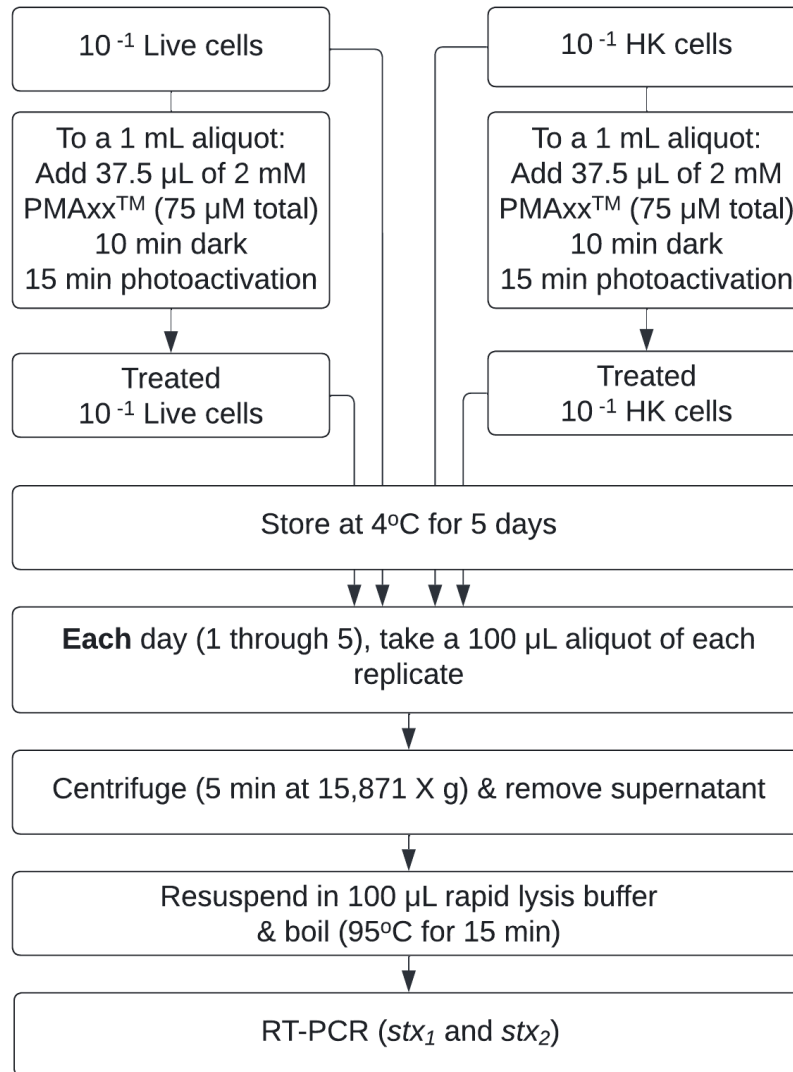 10⁻¹ Live cells
10⁻¹ HK cells
To a 1 mL aliquot:
Add 37.5 µL of 2 mM
PMAxx™ (75 µM total)
10 min dark
15 min photoactivation
To a 1 mL aliquot:
Add 37.5 µL of 2 mM
PMAxx™ (75 µM total)
10 min dark
15 min photoactivation
Treated
10⁻¹ Live cells
Treated
10⁻¹ HK cells
Store at 4ºC for 5 days
Each day (1 through 5), take a 100 µL aliquot of each
replicate
Centrifuge (5 min at 15,871 X g) & remove supernatant
Resuspend in 100 µL rapid lysis buffer
& boil (95ºC for 15 min)
RT-PCR (stx₁ and stx₂)